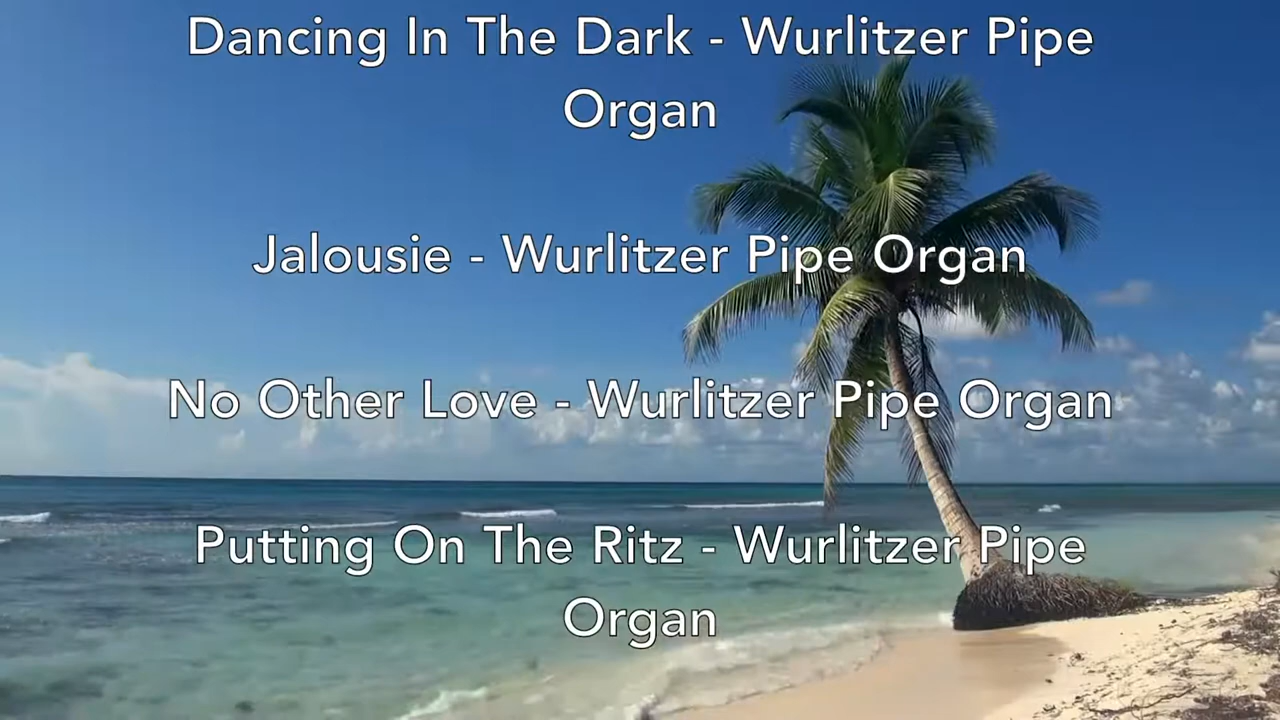 Dancing In The Dark - Wurlitzer Pipe
Organ
Jalousie - Wurlitzer Pipe Organ
No Other Love - Wurlitzer Pipe Organ
Putting On The Ritz - Wurlitzer Pipe
Organ